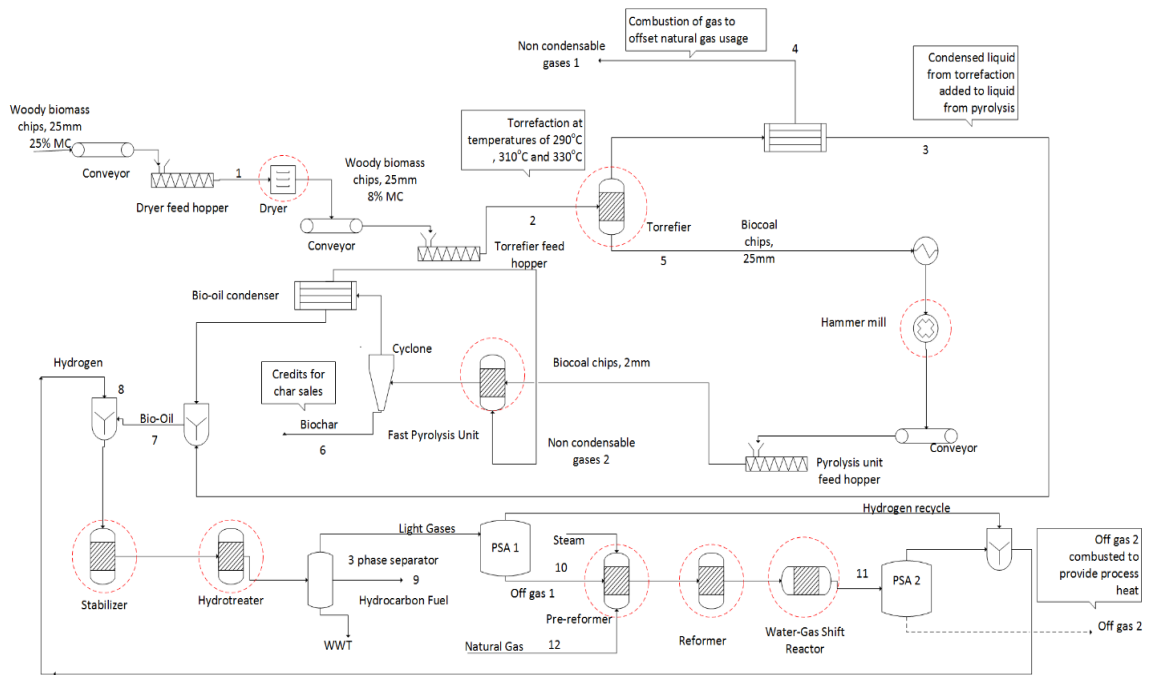 Combustion of gas to
offset natural gas usage
4
Non condensable
gases 1
Condensed liquid
from torrefaction
added to liquid
from pyrolysis
Woody biomass
chips, 25mm
25% MC
Torrefaction at
temperatures of 290°C
, 310°C and 330°C
3
Conveyor
Woody biomass
chips, 25mm
8% MC
1
Dryer feed hopper
Dryer
2
Torrefier
Biocoal
chips,
25mm
Conveyor
Torrefier feed
hopper
5
Bio-oil condenser
Hammer mill
Cyclone
Hydrogen
Credits for
char sales
Biocoal chips, 2mm
8
Bio-Oil
7
Biochar
6
Fast Pyrolysis Unit
Non condensable
gases 2
Conveyor
Pyrolysis unit
feed hopper
Hydrogen recycle
Light Gases
PSA 1
Steam
Off gas 2
combusted to
provide process
heat
3 phase separator
9
Hydrocarbon Fuel
10
Off gas 1
11
PSA 2
Stabilizer
Hydrotreater
Pre-reformer
Reformer
Water-Gas Shift
Reactor
Off gas 2
WWT
Natural Gas
12